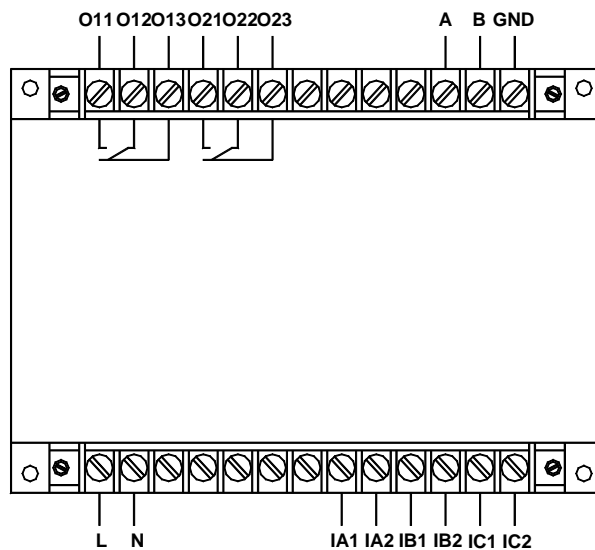 O11 O12 O13 O21 O22 O23 A B GND
L N IA1 IA2 IB1 IB2 IC1 IC2